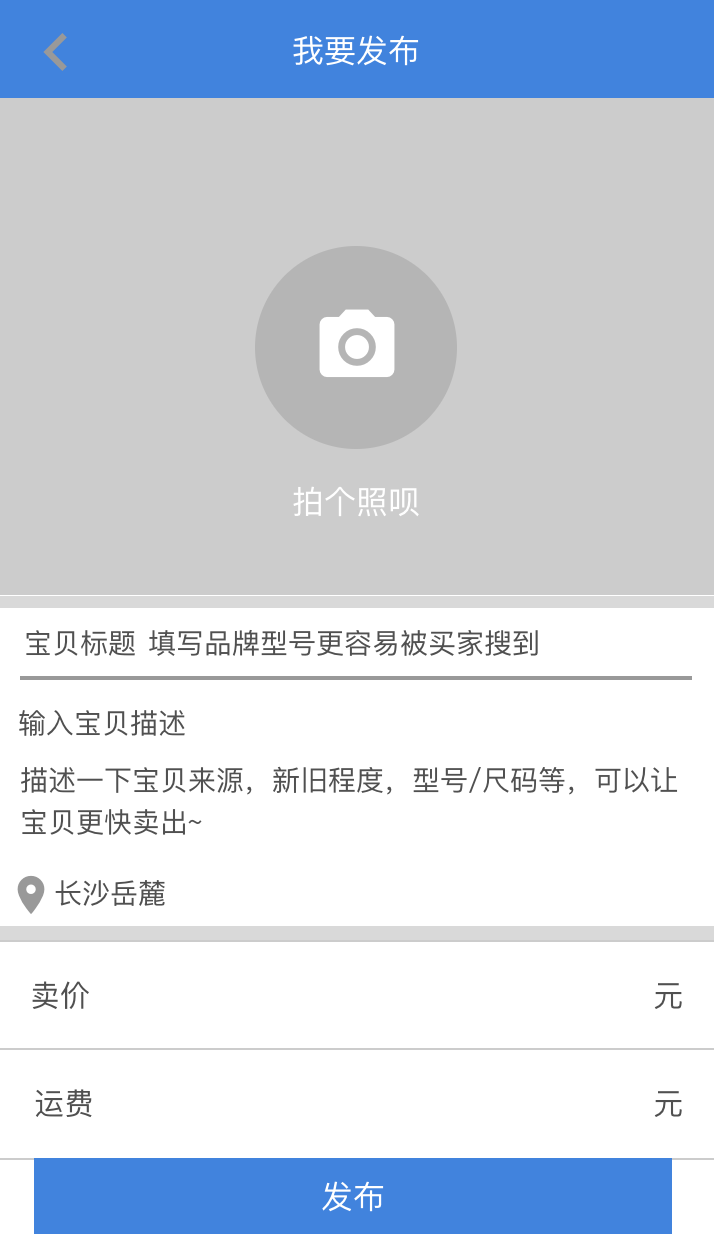 我要发布
拍个照呗
宝贝标题 填写品牌型号更容易被买家搜到
输入宝贝描述
描述一下宝贝来源，新旧程度，型号/尺码等，可以让
宝贝更快卖出~
长沙岳麓
卖价 元
运费 元
发布